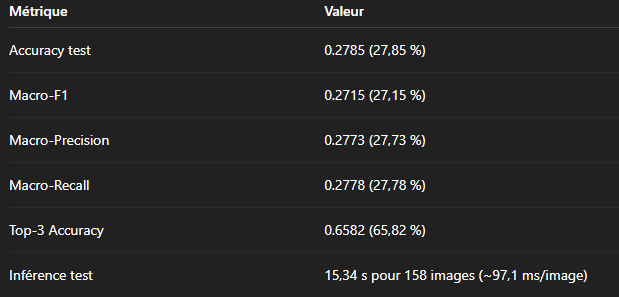 Métrique Valeur
Accuracy test 0.2785 (27,85 %)
Macro-F1 0.2715 (27,15 %)
Macro-Precision 0.2773 (27,73 %)
Macro-Recall 0.2778 (27,78 %)
Top-3 Accuracy 0.6582 (65,82 %)
Inférence test 15,34 s pour 158 images (~97,1 ms/image)